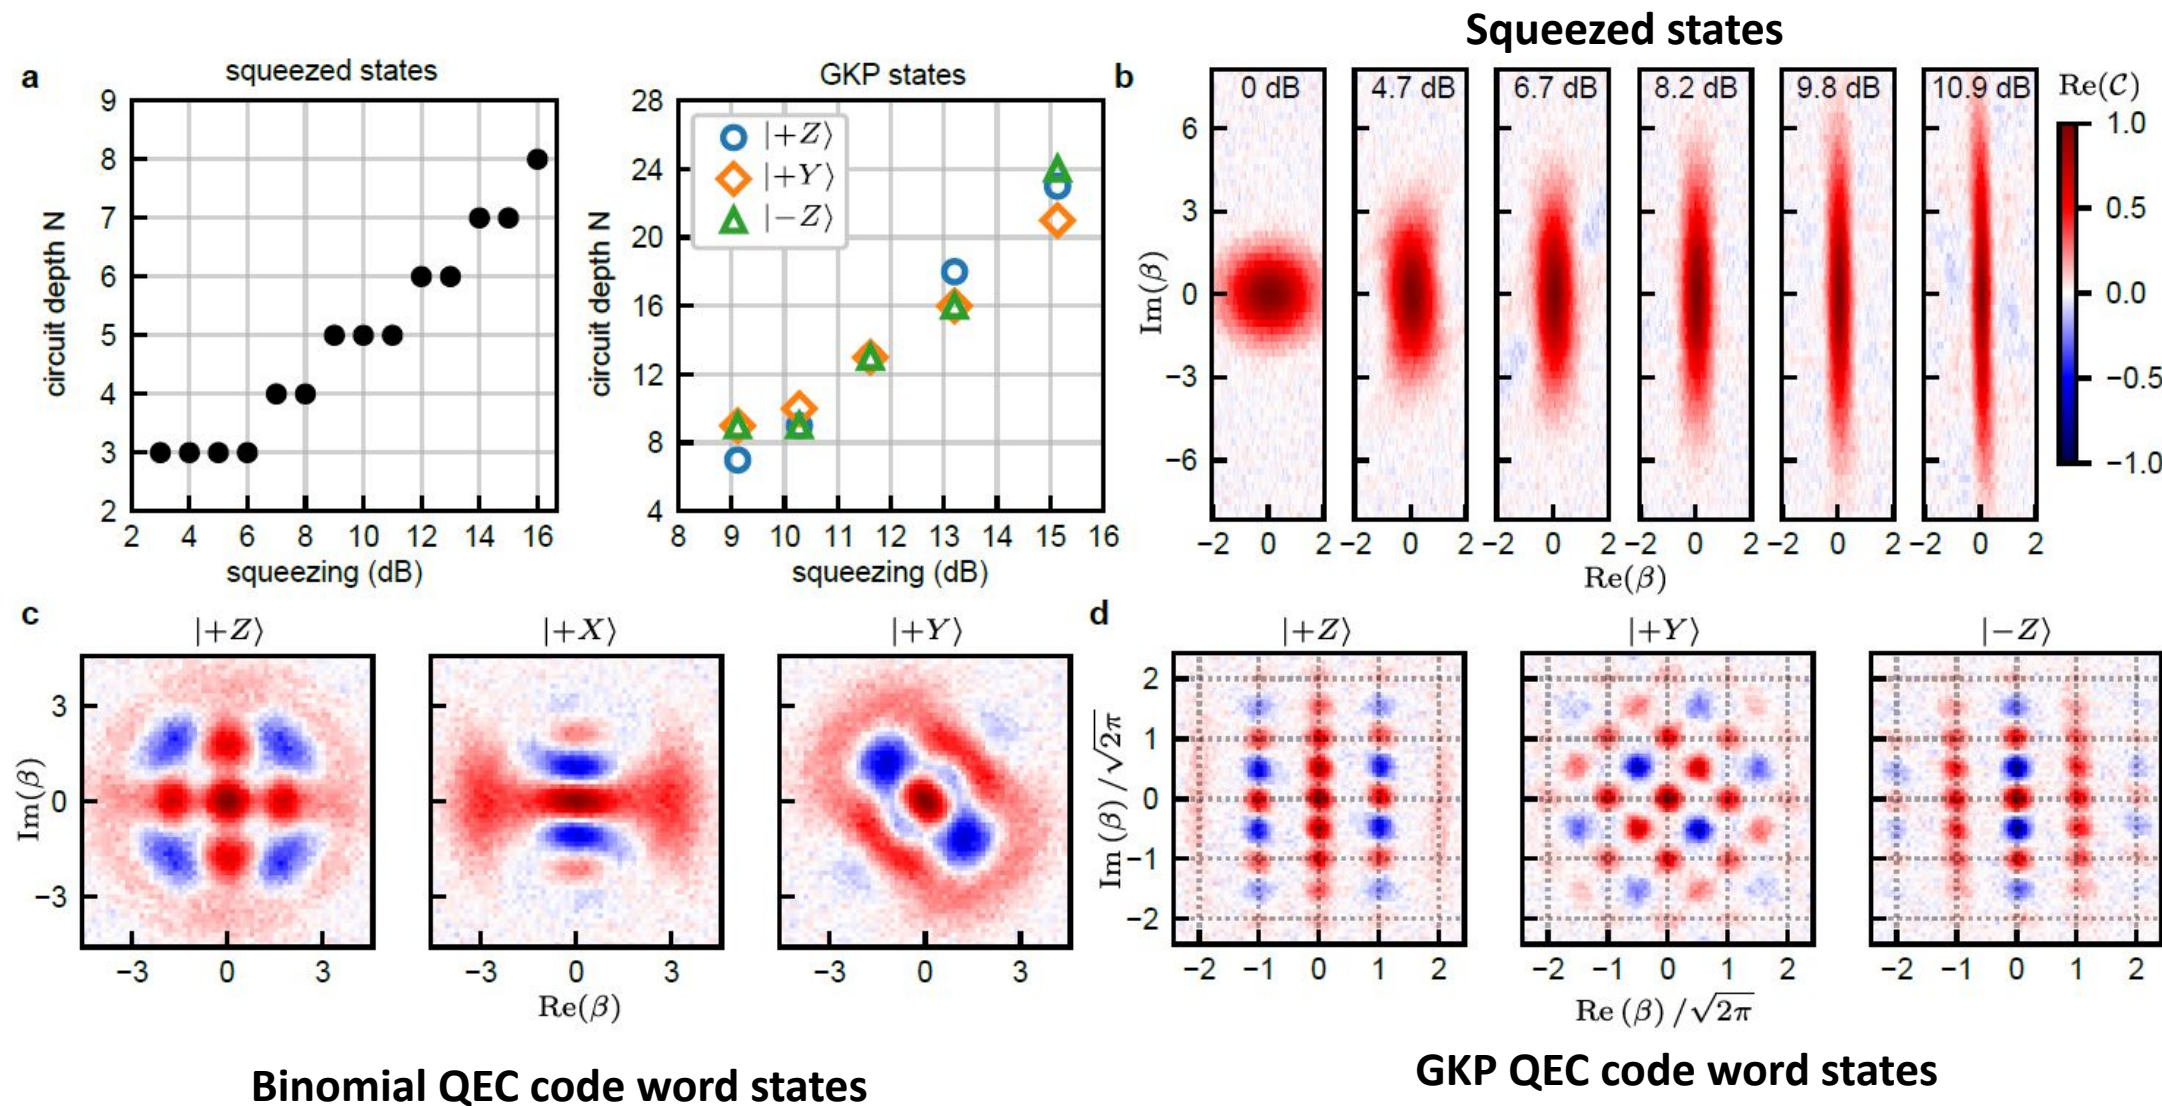 Squeezed states
a
squeezed states
9
8
7
6
5
4
3
2
circuit depth N
2 4 6 8 10 12 14 16
squeezing (dB)
GKP states
28
24
20
16
12
8
4
circuit depth N
|+Z⟩
|+Y⟩
|−Z⟩
8 9 10 11 12 13 14 15 16
squeezing (dB)
b
0 dB 4.7 dB 6.7 dB 8.2 dB 9.8 dB 10.9 dB
6
3
0
−3
−6
Im(β)
−2 0 2 −2 0 2 −2 0 2 −2 0 2 −2 0 2 −2 0 2
Re(β)
Re(C)
1.0
0.5
0.0
−0.5
−1.0
c
|+Z⟩ |+X⟩ |+Y⟩
3
0
−3
Im(β)
−3 0 3 −3 0 3 −3 0 3
Re(β)
Binomial QEC code word states
d
|+Z⟩ |+Y⟩ |−Z⟩
2
1
0
−1
−2
Im (β) /√2π
−2 −1 0 1 2 −2 −1 0 1 2 −2 −1 0 1 2
Re (β) /√2π
GKP QEC code word states